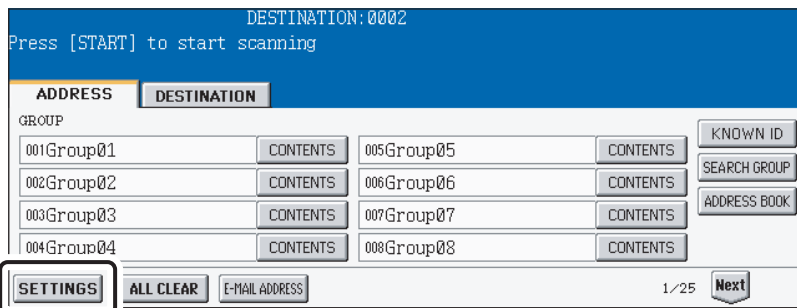 DESTINATION:0002
Press [START] to start scanning
ADDRESS DESTINATION
GROUP
001Group01 CONTENTS 005Group05 CONTENTS KNOWN ID
002Group02 CONTENTS 006Group06 CONTENTS SEARCH GROUP
003Group03 CONTENTS 007Group07 CONTENTS ADDRESS BOOK
004Group04 CONTENTS 008Group08 CONTENTS
SETTINGS ALL CLEAR E-MAIL ADDRESS 1/25 Next